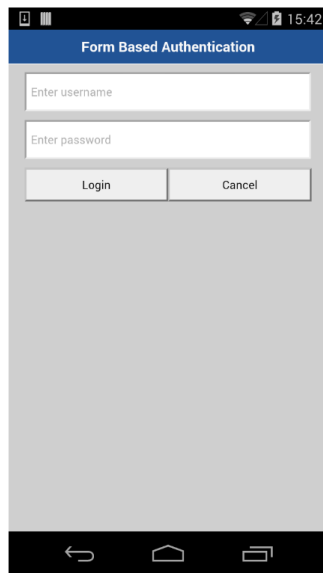 15:42
Form Based Authentication
Enter username
Enter password
Login Cancel